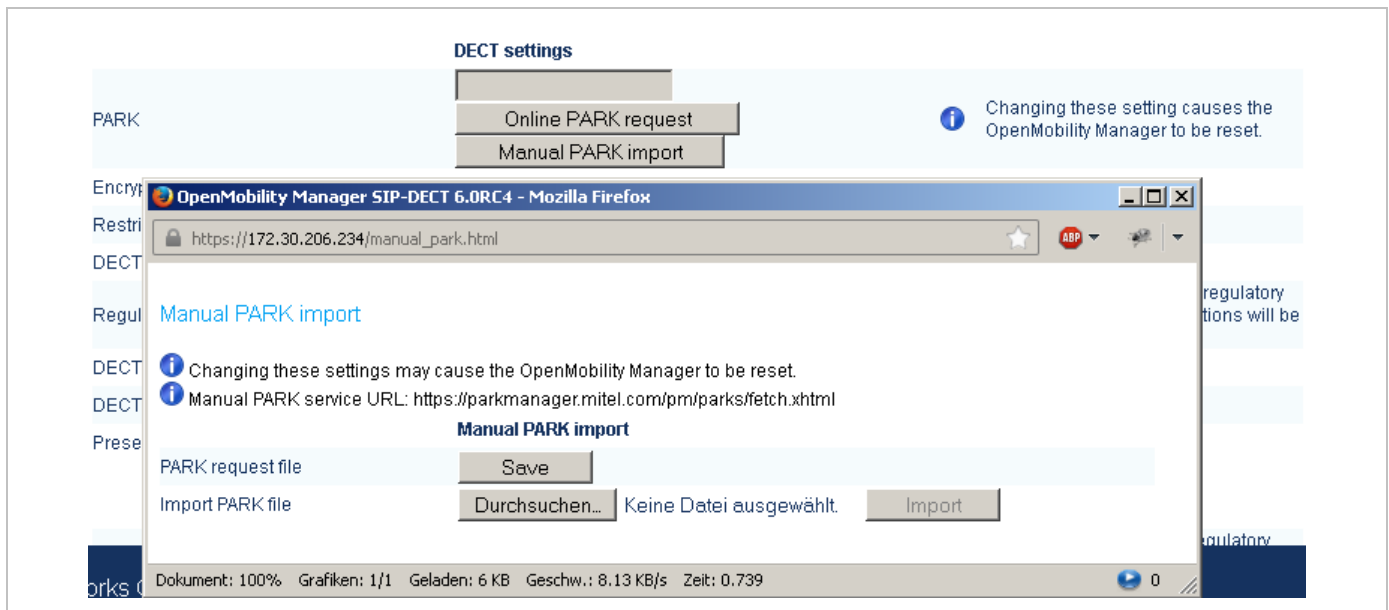 DECT settings
PARK
Online PARK request
Manual PARK import
Changing these setting causes the
OpenMobility Manager to be reset.
Encryp
Restri
DECT
Regul
DECT
DECT
Prese
regulatory
tions will be
OpenMobility Manager SIP-DECT 6.0RC4 - Mozilla Firefox
https://172.30.206.234/manual_park.html
ABP
Manual PARK import
Changing these settings may cause the OpenMobility Manager to be reset.
Manual PARK service URL: https://parkmanager.mitel.com/pm/parks/fetch.xhtml
Manual PARK import
PARK request file Save
Import PARK file Durchsuchen... Keine Datei ausgewählt. Import
egulatory
orks
Dokument: 100% Grafiken: 1/1 Geladen: 6 KB Geschw.: 8.13 KB/s Zeit: 0.739 0